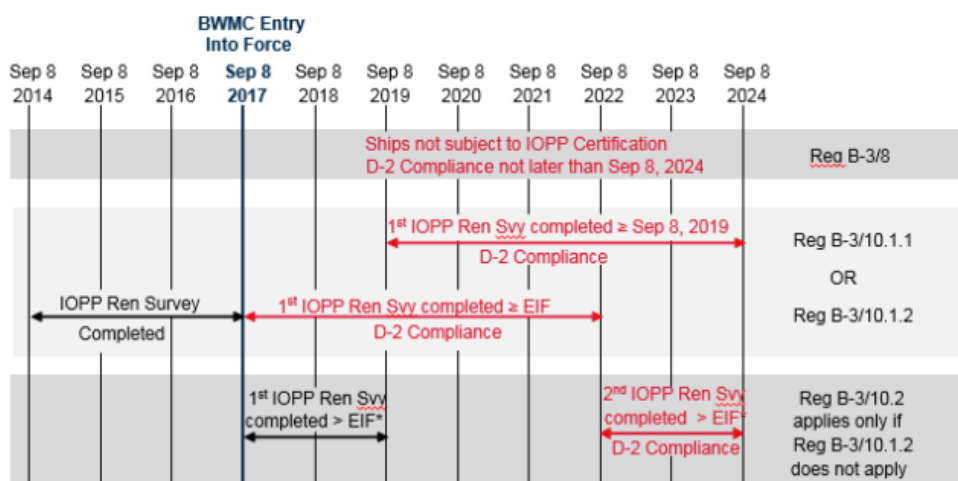 BWMC Entry
Into Force
Sep 8 Sep 8 Sep 8 Sep 8 Sep 8 Sep 8 Sep 8 Sep 8 Sep 8 Sep 8 Sep 8
2014 2015 2016 2017 2018 2019 2020 2021 2022 2023 2024
Ships not subject to IOPP Certification
D-2 Compliance not later than Sep 8, 2024
Reg B-3/8
1st IOPP Ren Svy completed ≥ Sep 8, 2019
D-2 Compliance
Reg B-3/10.1.1
OR
IOPP Ren Survey
Completed
1st IOPP Ren Svy completed ≥ EIF
D-2 Compliance
Reg B-3/10.1.2
1st IOPP Ren Svy
completed > EIF*
2nd IOPP Ren Svy
completed > EIF*
D-2 Compliance
Reg B-3/10.2
applies only if
Reg B-3/10.1.2
does not apply